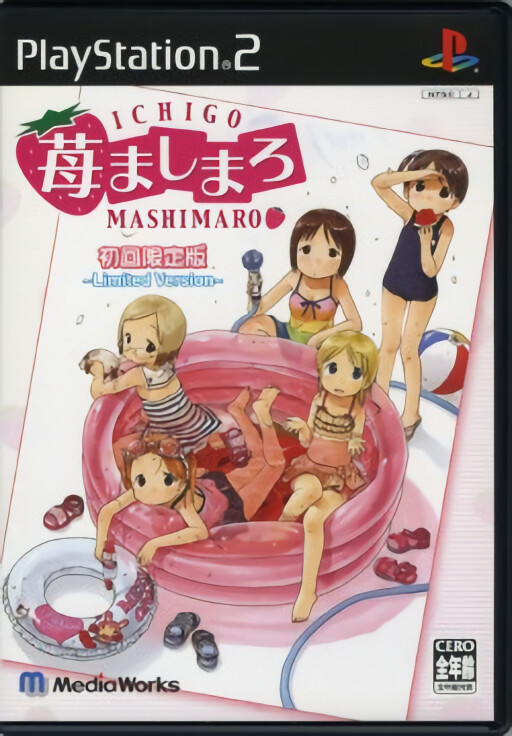 PlayStation®2
NTSC J
ICHIGO
苺ましまろ
MASHIMARO
初回限定版
~Limited Version~
MediaWorks
CERO
全年齢